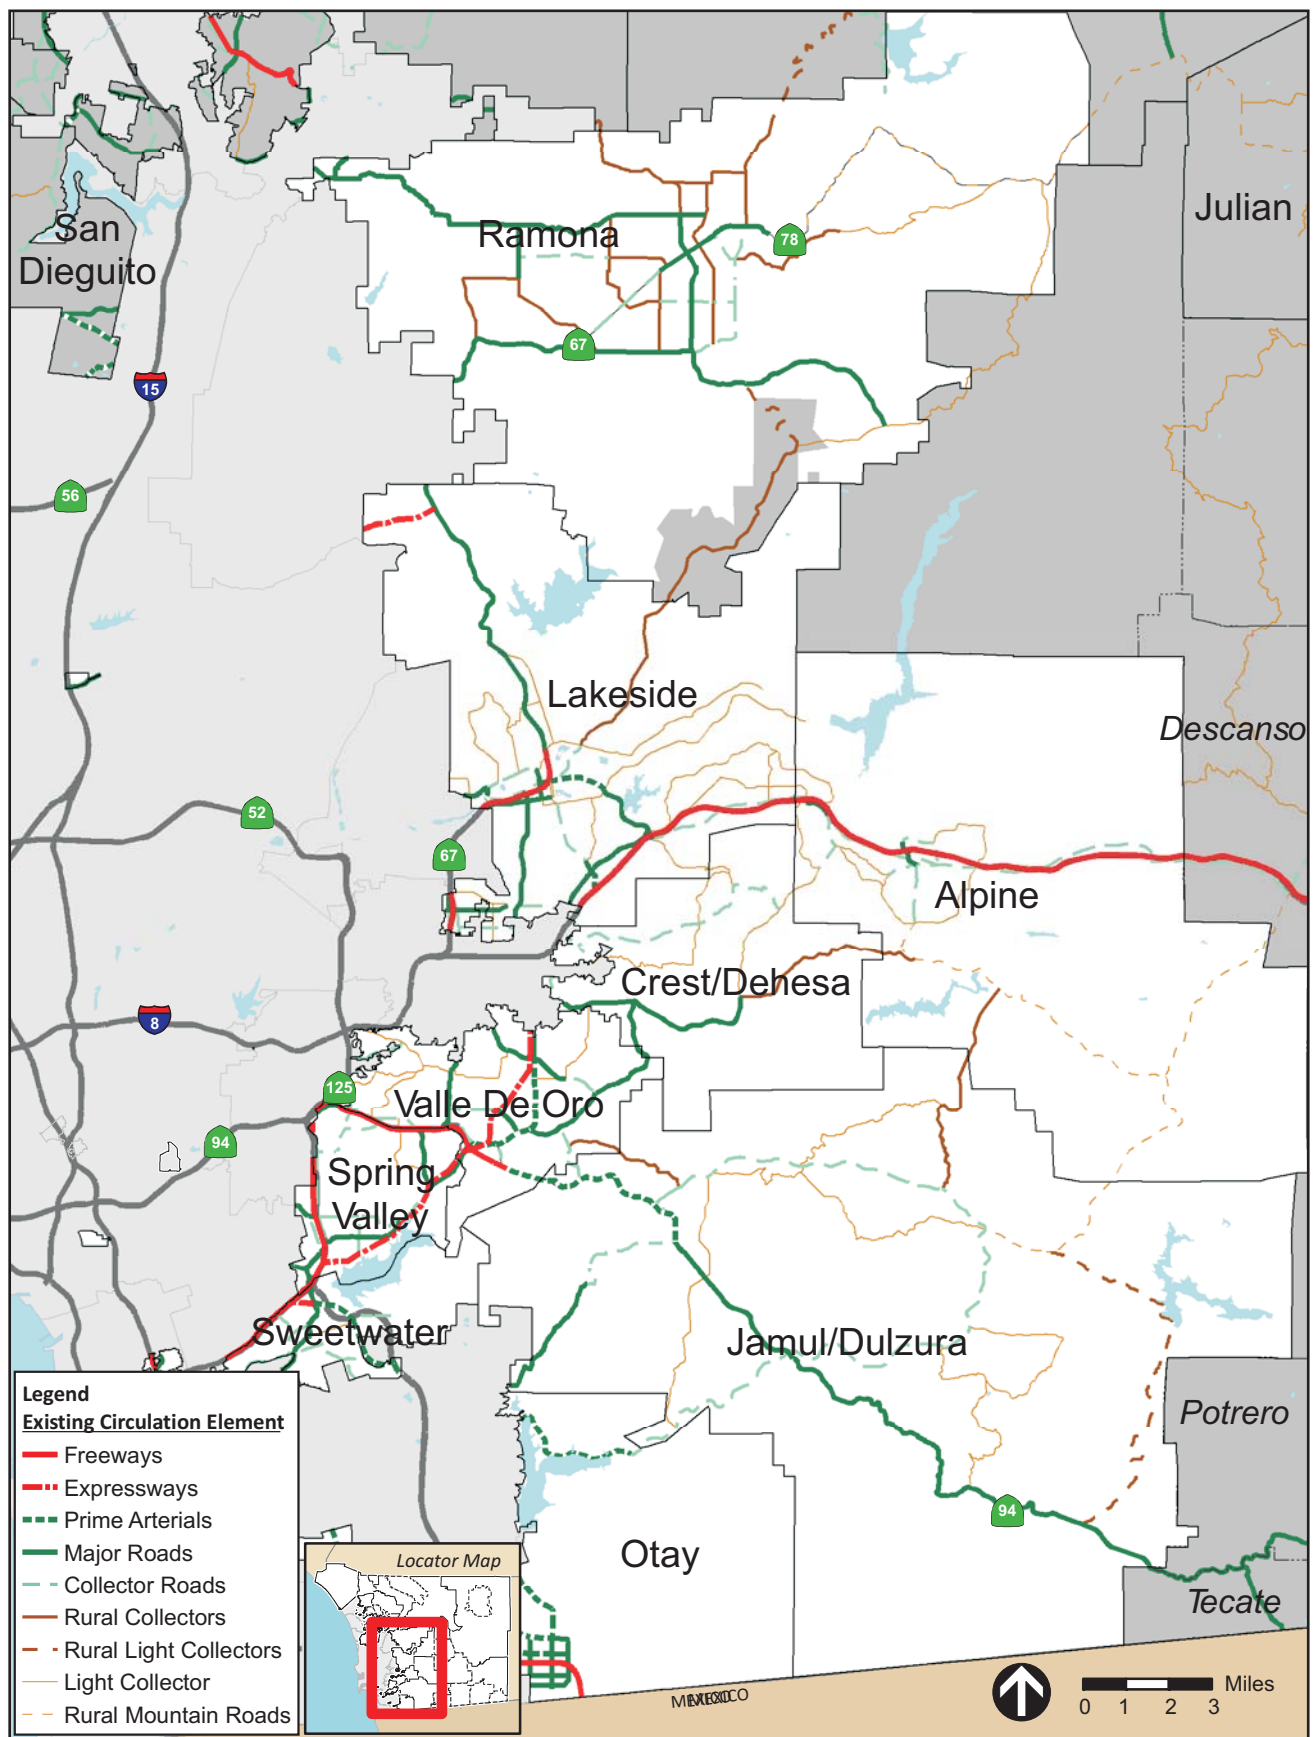 San
Dieguito
Ramona
78
Julian
67
15
56
Lakeside
Descanso
52
67
Alpine
Crest/Dehesa
8
125
Valle De Oro
94
Spring
Valley
Sweetwater
Jamul/Dulzura
Potrero
94
Otay
Tecate
Legend
Existing Circulation Element
Freeways
Expressways
Prime Arterials
Major Roads
Collector Roads
Rural Collectors
Rural Light Collectors
Light Collector
Rural Mountain Roads
Locator Map
MEXICO
MEXICO
Miles
0 1 2 3